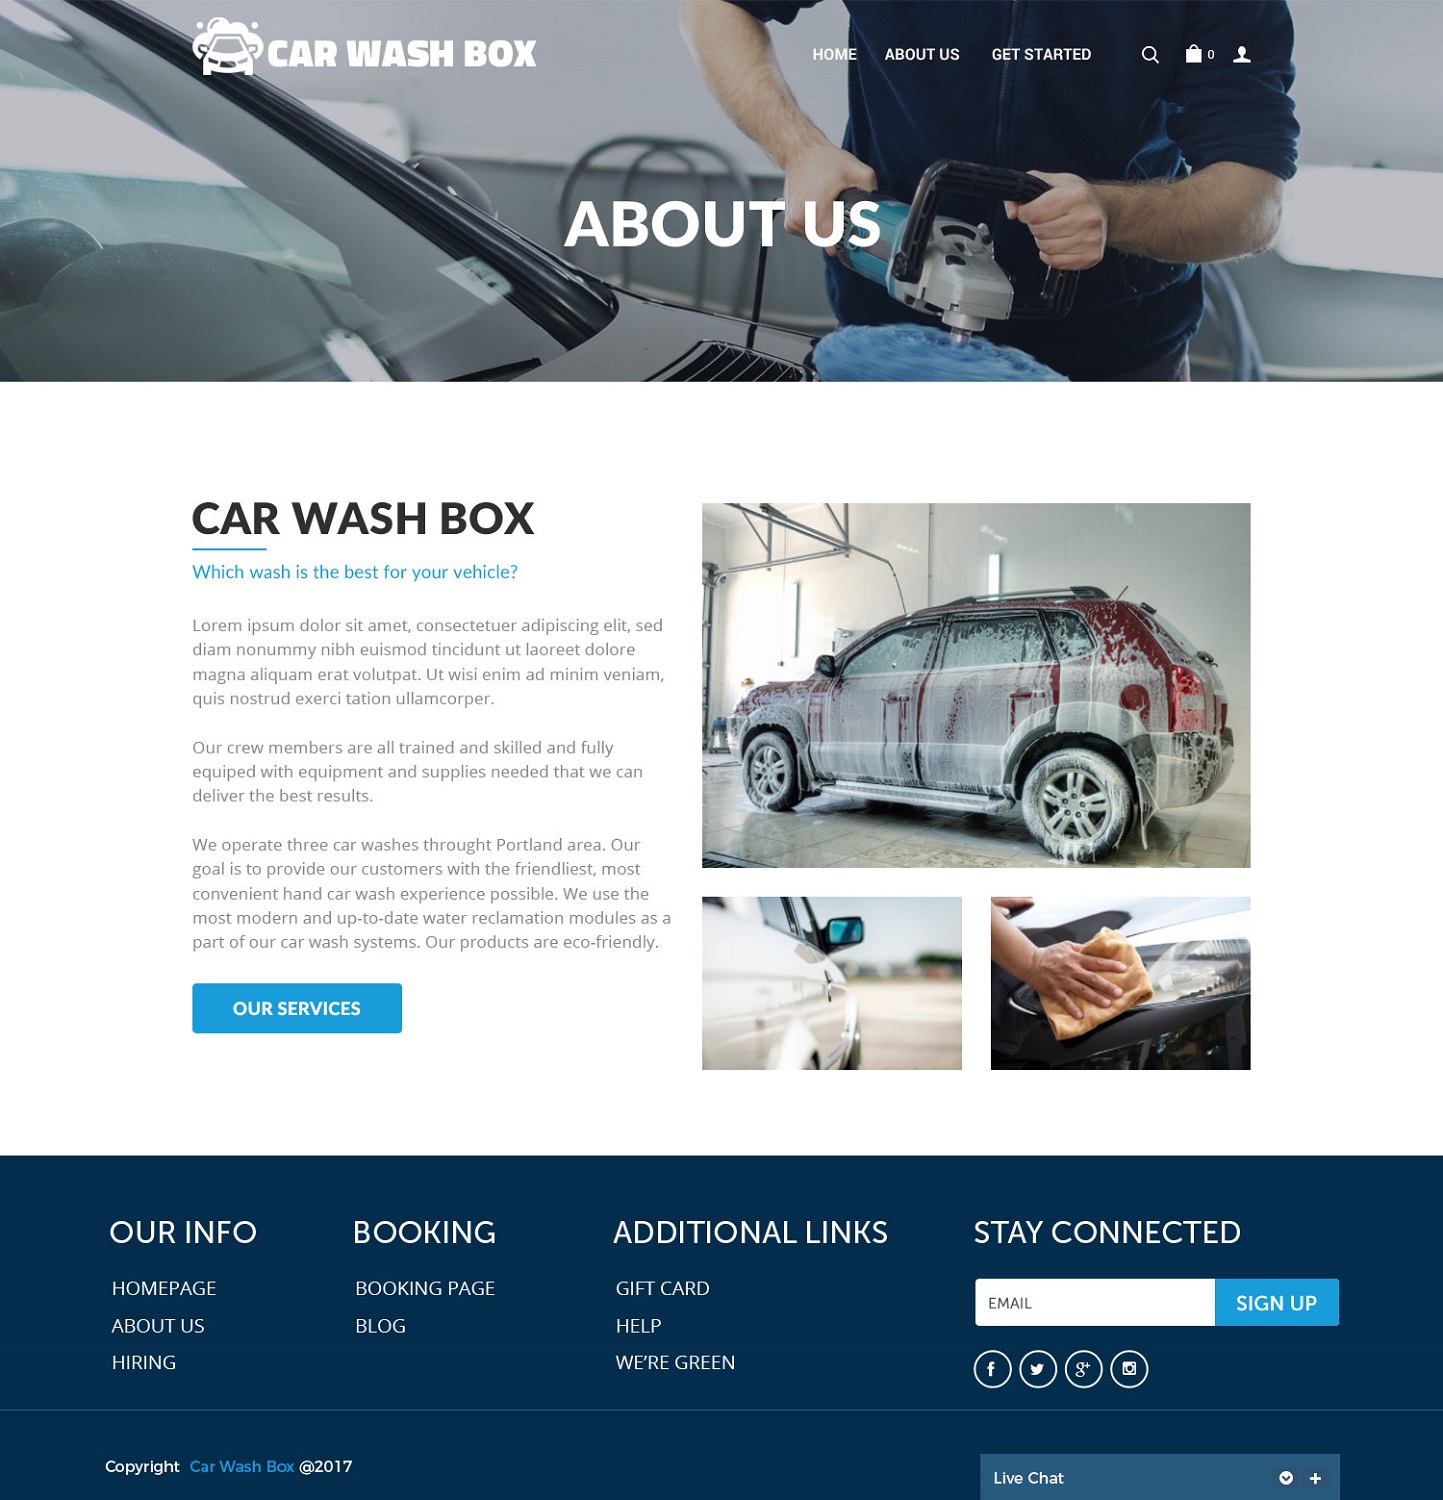 CAR WASH BOX
HOME ABOUT US GET STARTED 0
ABOUT US
CAR WASH BOX
Which wash is the best for your vehicle?
Lorem ipsum dolor sit amet, consectetuer adipiscing elit, sed
diam nonummy nibh euismod tincidunt ut laoreet dolore
magna aliquam erat volutpat. Ut wisi enim ad minim veniam,
quis nostrud exerci tation ullamcorper.
Our crew members are all trained and skilled and fully
equiped with equipment and supplies needed that we can
deliver the best results.
We operate three car washes throught Portland area. Our
goal is to provide our customers with the friendliest, most
convenient hand car wash experience possible. We use the
most modern and up-to-date water reclamation modules as a
part of our car wash systems. Our products are eco-friendly.
OUR SERVICES
OUR INFO
HOMEPAGE
ABOUT US
HIRING
BOOKING
BOOKING PAGE
BLOG
ADDITIONAL LINKS
GIFT CARD
HELP
WE'RE GREEN
STAY CONNECTED
EMAIL
SIGN UP
Copyright Car Wash Box @2017
Live Chat